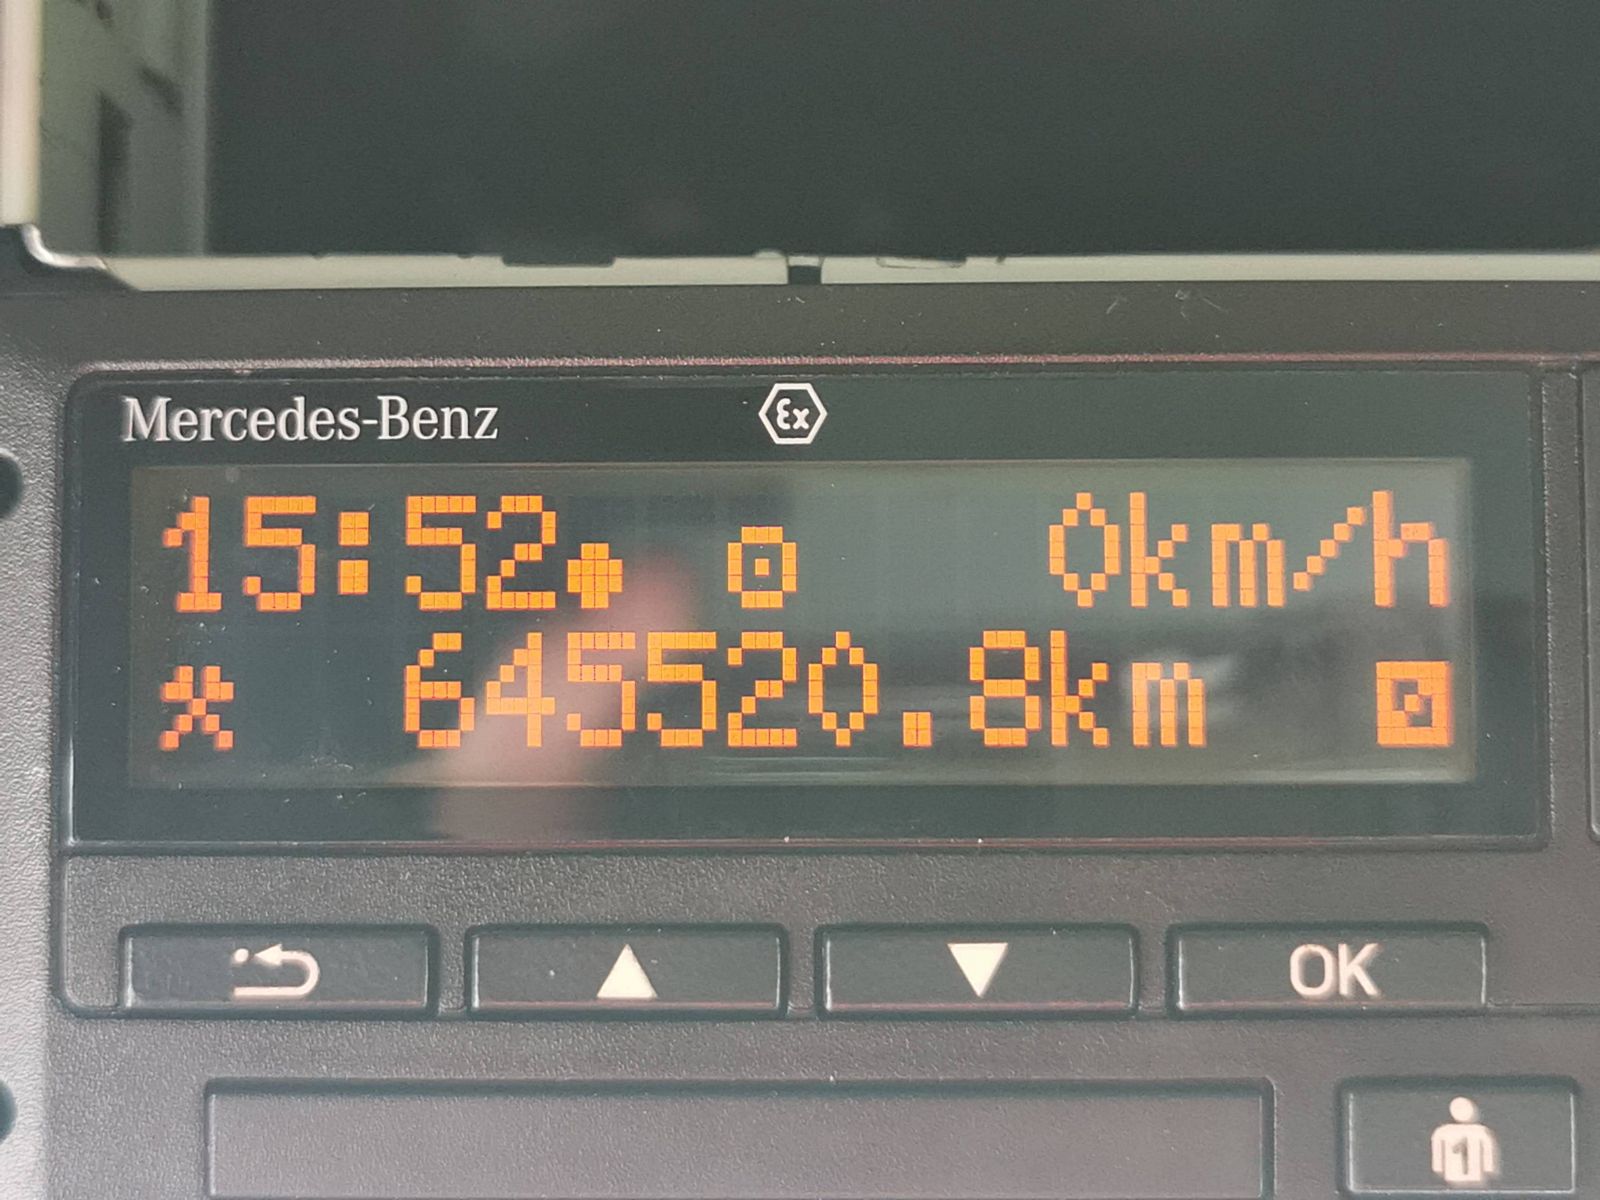 Mercedes-Benz
Ex
15:52 0km/h
645520.8km
OK
1